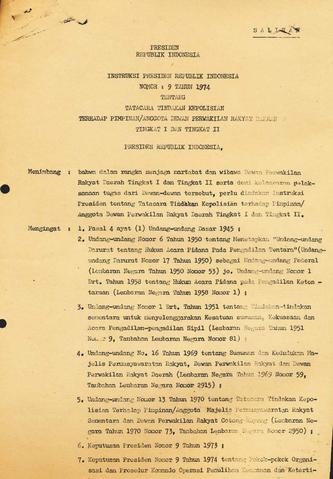 SALINAN
PRESIDEN
REPUBLIK INDONESIA
INSTRUKSI PRESIDEN REPUBLIK INDONESIA
NOMOR : 9 TAHUN 1974
TENTANG
TATACARA TINDAKAN KEPOLISIAN
TERHADAP PIMPINAN/ANGGOTA DEWAN PERWAKILAN RAKYAT DAERAH
TINGKAT I DAN TINGKAT II
PRESIDEN REPUBLIK INDONESIA,
Menimbang : bahwa dalam rangka menjaga martabat dan wibawa Dewan Perwakilan
Rakyat Daerah Tingkat I dan Tingkat II serta demi kelancaran pelak-
sanaan tugas dari Dewan-dewan tersebut, perlu diadakan Instruksi
Presiden tentang Tatacara Tindakan Kepolisian terhadap Pimpinan/
Anggota Dewan Perwakilan Rakyat Daerah Tingkat I dan Tingkat II.
Mengingat : 1. Pasal 4 ayat (1) Undang-undang Dasar 1945 ;
2. Undang-undang Nomor 6 Tahun 1950 tentang Menetapkan "Undang-undang
Darurat tentang Hukum Acara Pidana Pada Pengadilan Tentara"(Undang-
undang Darurat Nomor 17 Tahun 1950) sebagai Undang-undang Federal
(Lembaran Negara Tahun 1950 Nomor 53) jo. Undang-undang Nomor 1
Drt. Tahun 1958 tentang Hukum Acara Pidana pada Pengadilan Keten -
taraan (Lembaran Negara Tahun 1958 Nomor 1) ;
3. Undang-undang Nomor 1 Drt. Tahun 1951 tentang Tindakan-tindakan
sementara untuk menyelenggarakan Kesatuan susunan, Kekuasaan dan
Acara Pengadilan-pengadilan Sipil (Lembaran Negara Tahun 1951
Nomor 9, Tambahan Lembaran Negara Nomor 81) ;
4. Undang-undang No. 16 Tahun 1969 tentang Susunan dan Kedudukan Ma-
jelis Permusyawaratan Rakyat, Dewan Perwakilan Rakyat dan Dewan
Perwakilan Rakyat Daerah (Lembaran Negara Tahun 1969 Nomor 59,
Tambahan Lembaran Negara Nomor 2915) ;
5. Undang-undang Nomor 13 Tahun 1970 tentang Tatacara Tindakan Kepo-
lisian Terhadap Pimpinan/Anggota Majelis Permusyawaratan Rakyat
Sementara dan Dewan Perwakilan Rakyat Gotong Royong (Lembaran Nega-
ra Tahun 1970 Nomor 73, Tambahan Lembaran Negara Nomor 2950) ;
6. Keputusan Presiden Nomor 9 Tahun 1973 ;
7. Keputusan Presiden Nomor 9 Tahun 1974 tentang Pokok-pokok Organi-
sasi dan Prosedur Komando Operasi Pemulihan Keamanan dan Keterti-